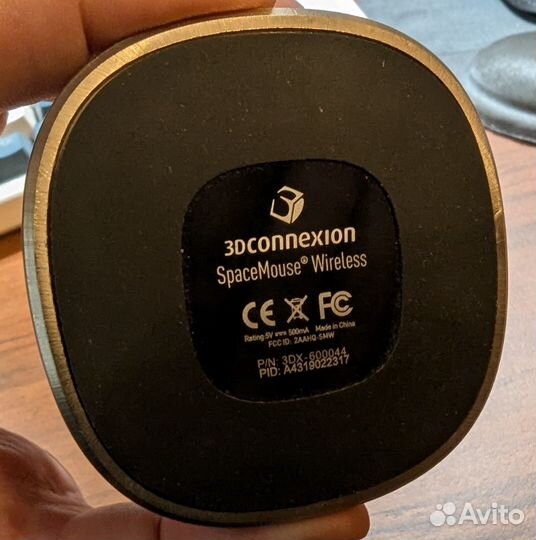 3DCONNEXION
SpaceMouse® Wireless
CE FC
Rating 5V ⎓ 500mA Made in China
FCC ID: 2AAHQ-SMW
P/N: 3DX-600044
PID: A4319022317
Avito